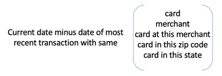 Current date minus date of most
recent transaction with same
card
merchant
card at this merchant
card in this zip code
card in this state